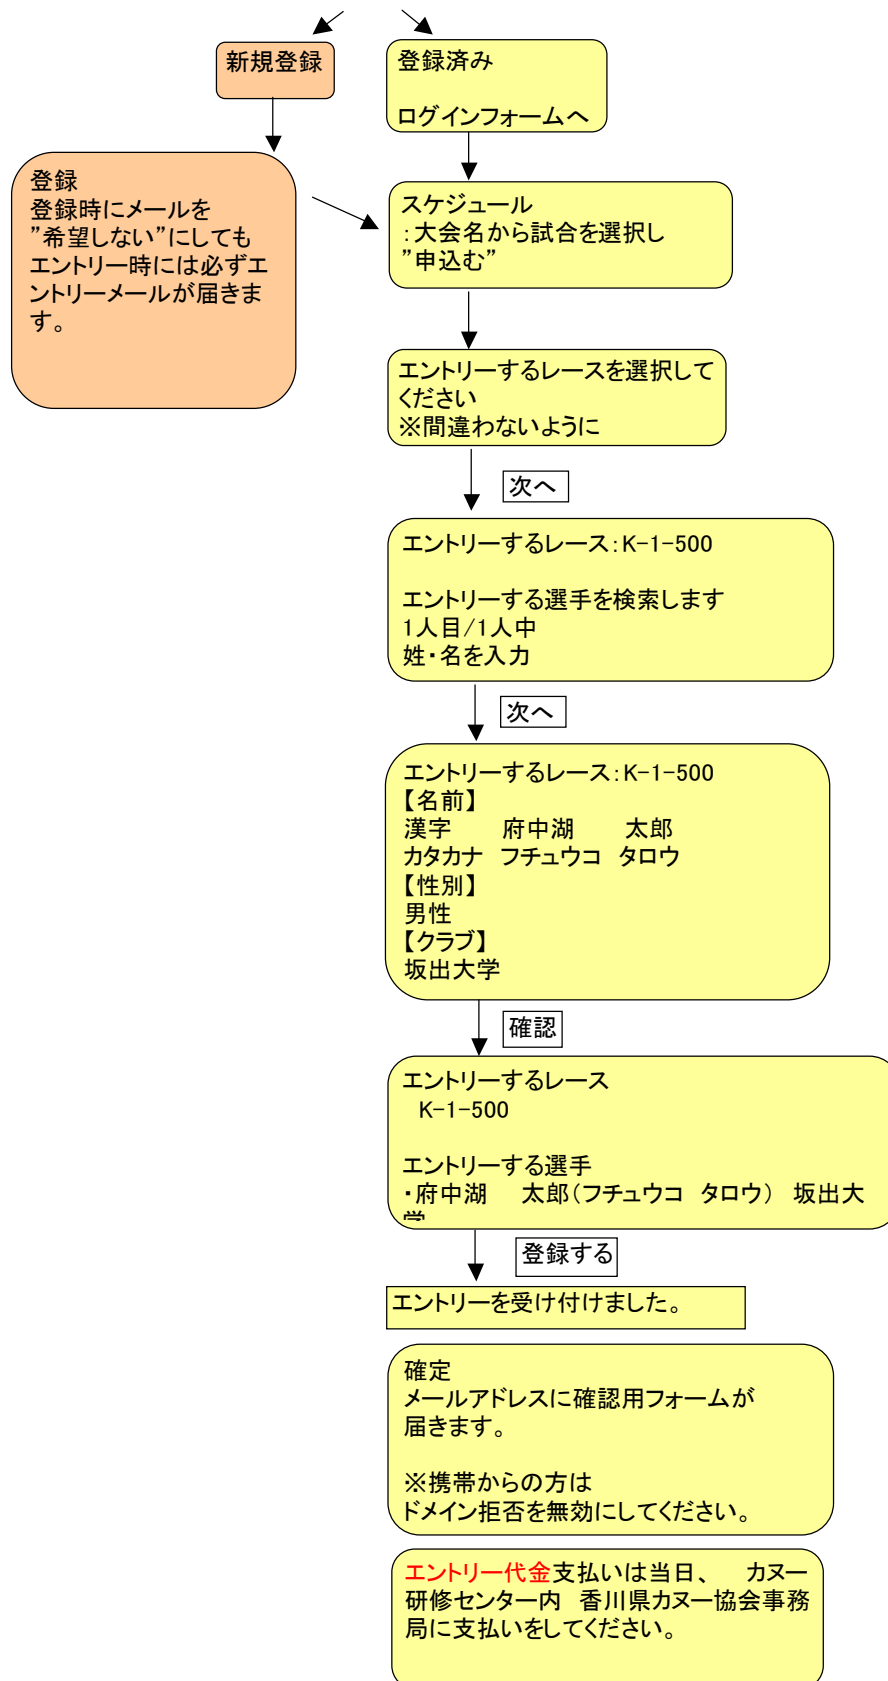 新規登録
登録済み
ログインフォームへ
登録
登録時にメールを
”希望しない”にしても
エントリー時には必ずエ
ントリーメールが届きま
す。
スケジュール
：大会名から試合を選択し
”申込む”
エントリーするレースを選択して
ください
※間違わないように
次へ
エントリーするレース：K-1-500
エントリーする選手を検索します
1人目/1人中
姓・名を入力
次へ
エントリーするレース：K-1-500
【名前】
漢字　　府中湖　　太郎
カタカナ　フチュウコ　タロウ
【性別】
男性
【クラブ】
坂出大学
確認
エントリーするレース
K-1-500
エントリーする選手
・府中湖　太郎（フチュウコ　タロウ）　坂出大
学
登録する
エントリーを受け付けました。
確定
メールアドレスに確認用フォームが
届きます。
※携帯からの方は
ドメイン拒否を無効にしてください。
エントリー代金支払いは当日、　カヌー
研修センター内　香川県カヌー協会事務
局に支払いをしてください。